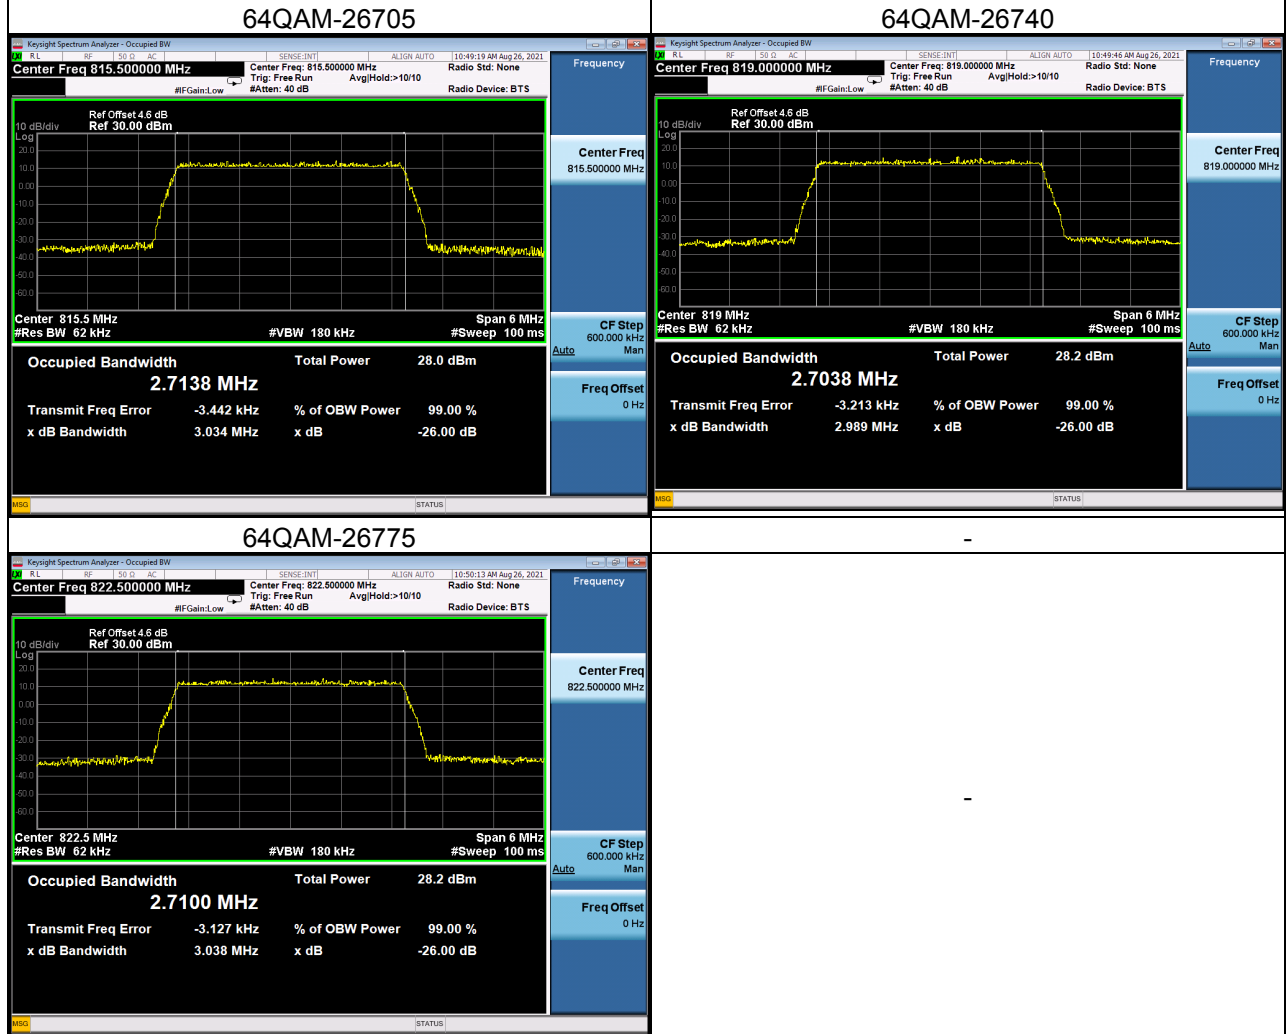 64QAM-26705
Keysight Spectrum Analyzer - Occupied BW
LXI RL RF 50 Ω AC SENSE:INT ALIGN AUTO 10:49:19 AM Aug 26, 2021
Center Freq 815.500000 MHz
Center Freq: 815.500000 MHz Radio Std: None
Trig: Free Run Avg|Hold:>10/10
#IFGain:Low #Atten: 40 dB Radio Device: BTS
Ref Offset 4.6 dB
10 dB/div Ref 30.00 dBm
Log
20.0
10.0
0.00
-10.0
-20.0
-30.0
-40.0
-50.0
-60.0
Center 815.5 MHz Span 6 MHz
#Res BW 62 kHz #VBW 180 kHz #Sweep 100 ms
Occupied Bandwidth Total Power 28.0 dBm
2.7138 MHz
Transmit Freq Error -3.442 kHz % of OBW Power 99.00 %
x dB Bandwidth 3.034 MHz x dB -26.00 dB
MSG STATUS
Frequency
Center Freq
815.500000 MHz
CF Step
600.000 kHz
Auto Man
Freq Offset
0 Hz
64QAM-26740
Keysight Spectrum Analyzer - Occupied BW
LXI RL RF 50 Ω AC SENSE:INT ALIGN AUTO 10:49:46 AM Aug 26, 2021
Center Freq 819.000000 MHz
Center Freq: 819.000000 MHz Radio Std: None
Trig: Free Run Avg|Hold:>10/10
#IFGain:Low #Atten: 40 dB Radio Device: BTS
Ref Offset 4.6 dB
10 dB/div Ref 30.00 dBm
Log
20.0
10.0
0.00
-10.0
-20.0
-30.0
-40.0
-50.0
-60.0
Center 819 MHz Span 6 MHz
#Res BW 62 kHz #VBW 180 kHz #Sweep 100 ms
Occupied Bandwidth Total Power 28.2 dBm
2.7038 MHz
Transmit Freq Error -3.213 kHz % of OBW Power 99.00 %
x dB Bandwidth 2.989 MHz x dB -26.00 dB
MSG STATUS
Frequency
Center Freq
819.000000 MHz
CF Step
600.000 kHz
Auto Man
Freq Offset
0 Hz
64QAM-26775
Keysight Spectrum Analyzer - Occupied BW
LXI RL RF 50 Ω AC SENSE:INT ALIGN AUTO 10:50:13 AM Aug 26, 2021
Center Freq 822.500000 MHz
Center Freq: 822.500000 MHz Radio Std: None
Trig: Free Run Avg|Hold:>10/10
#IFGain:Low #Atten: 40 dB Radio Device: BTS
Ref Offset 4.6 dB
10 dB/div Ref 30.00 dBm
Log
20.0
10.0
0.00
-10.0
-20.0
-30.0
-40.0
-50.0
-60.0
Center 822.5 MHz Span 6 MHz
#Res BW 62 kHz #VBW 180 kHz #Sweep 100 ms
Occupied Bandwidth Total Power 28.2 dBm
2.7100 MHz
Transmit Freq Error -3.127 kHz % of OBW Power 99.00 %
x dB Bandwidth 3.038 MHz x dB -26.00 dB
MSG STATUS
Frequency
Center Freq
822.500000 MHz
CF Step
600.000 kHz
Auto Man
Freq Offset
0 Hz
-
-